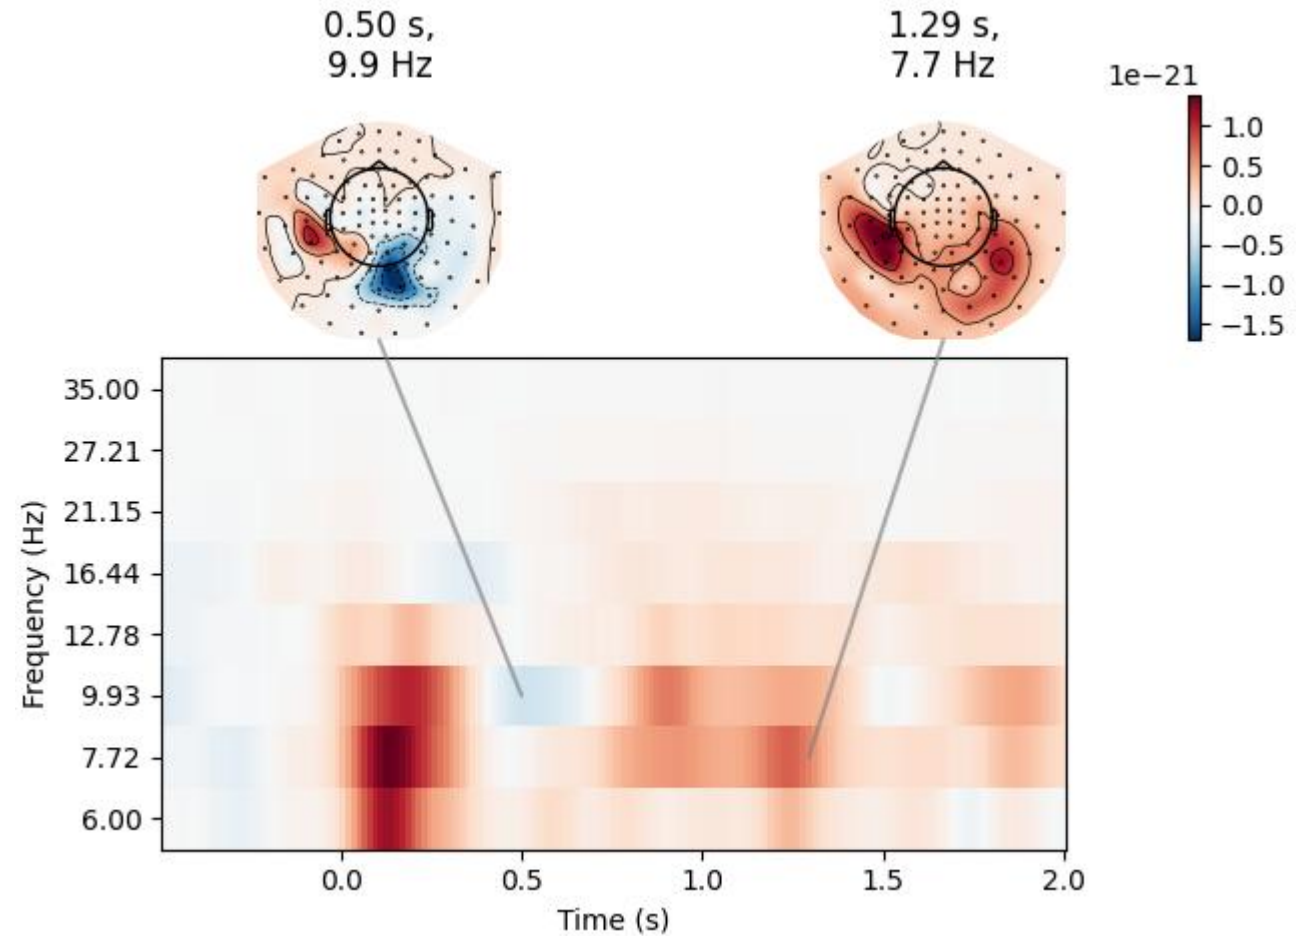 0.50 s,
9.9 Hz
1.29 s,
7.7 Hz
1e−21
1.0
0.5
0.0
−0.5
−1.0
−1.5
35.00
27.21
21.15
16.44
12.78
9.93
7.72
6.00
Frequency (Hz)
0.0 0.5 1.0 1.5 2.0
Time (s)